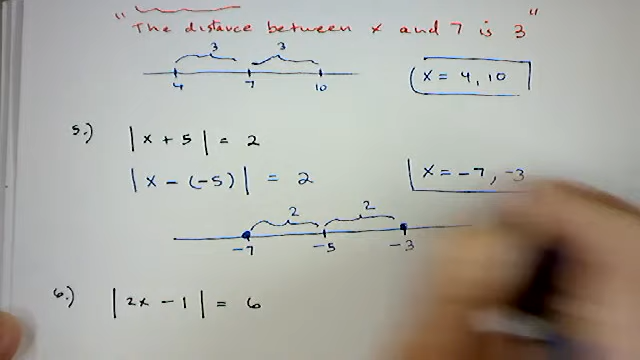 "The distance between x and 7 is 3"
3 3
4 7 10
x = 4, 10
5.) |x + 5| = 2
|x - (-5)| = 2
x = -7, -3
2 2
-7 -5 -3
6.) |2x - 1| = 6